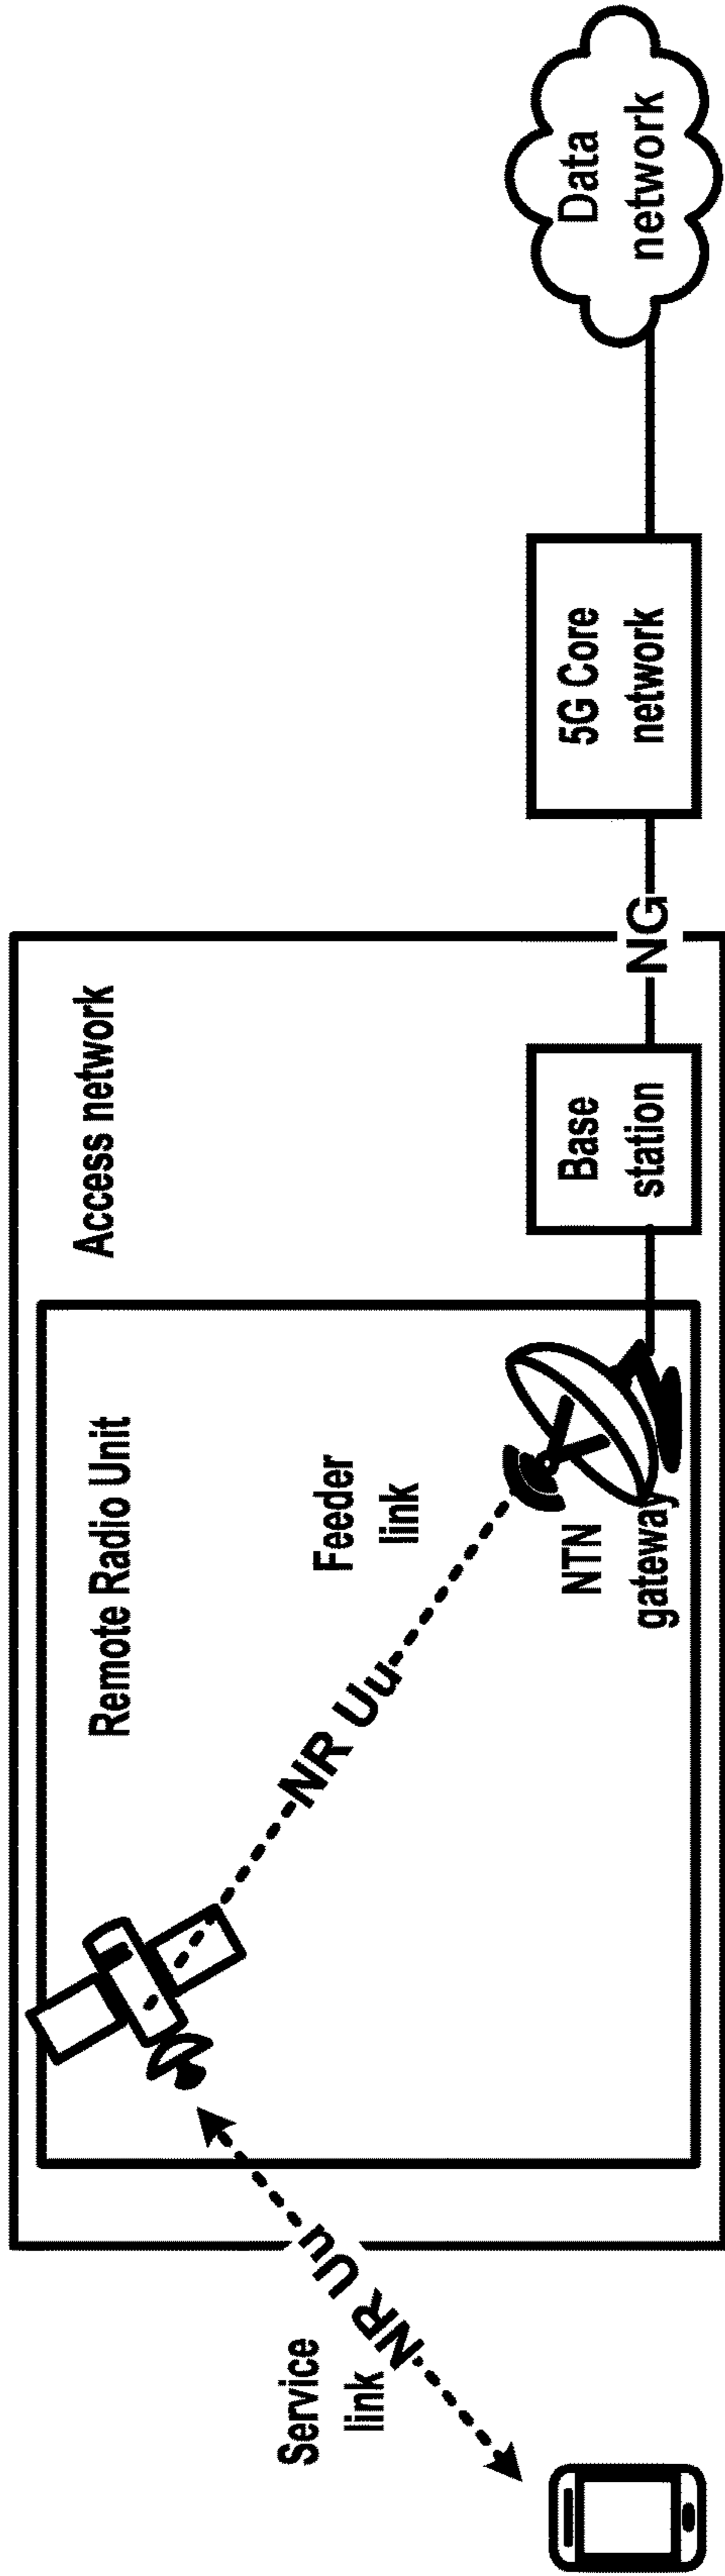 Service
link
NR Uu
Remote Radio Unit
NR Uu
Feeder
link
NTN
gateway
Access network
Base
station
NG
5G Core
network
Data
network